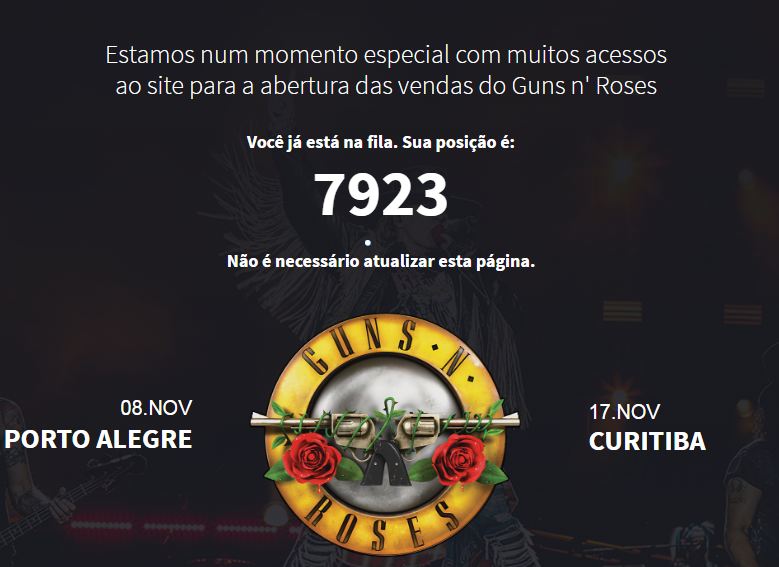 Estamos num momento especial com muitos acessos
ao site para a abertura das vendas do Guns n' Roses
Você já está na fila. Sua posição é:
7923
Não é necessário atualizar esta página.
GUNS · N ·
ROSES
08.NOV
PORTO ALEGRE
17.NOV
CURITIBA